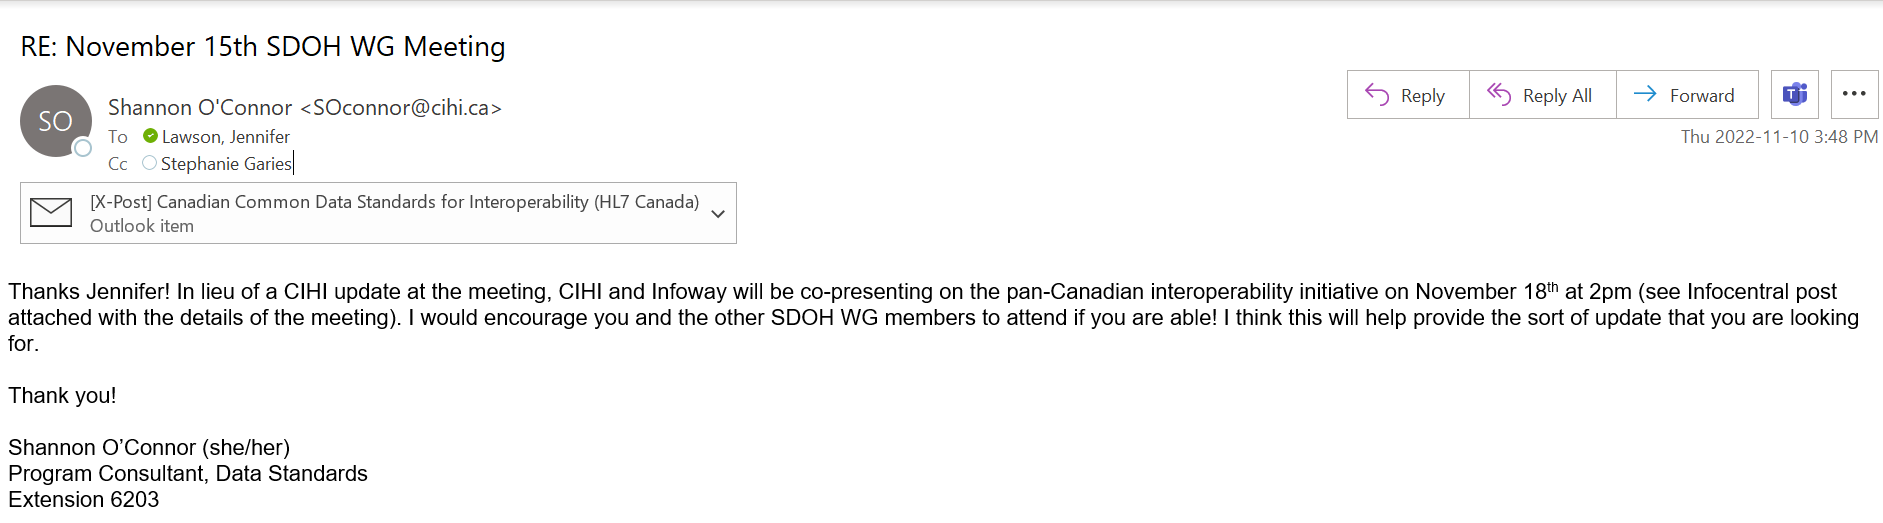 RE: November 15th SDOH WG Meeting
SO
Shannon O'Connor <SOconnor@cihi.ca>
To Lawson, Jennifer
Cc Stephanie Garies
Reply
Reply All
Forward
Thu 2022-11-10 3:48 PM
[X-Post] Canadian Common Data Standards for Interoperability (HL7 Canada)
Outlook item
Thanks Jennifer! In lieu of a CIHI update at the meeting, CIHI and Infoway will be co-presenting on the pan-Canadian interoperability initiative on November 18th at 2pm (see Infocentral post
attached with the details of the meeting). I would encourage you and the other SDOH WG members to attend if you are able! I think this will help provide the sort of update that you are looking
for.
Thank you!
Shannon O’Connor (she/her)
Program Consultant, Data Standards
Extension 6203